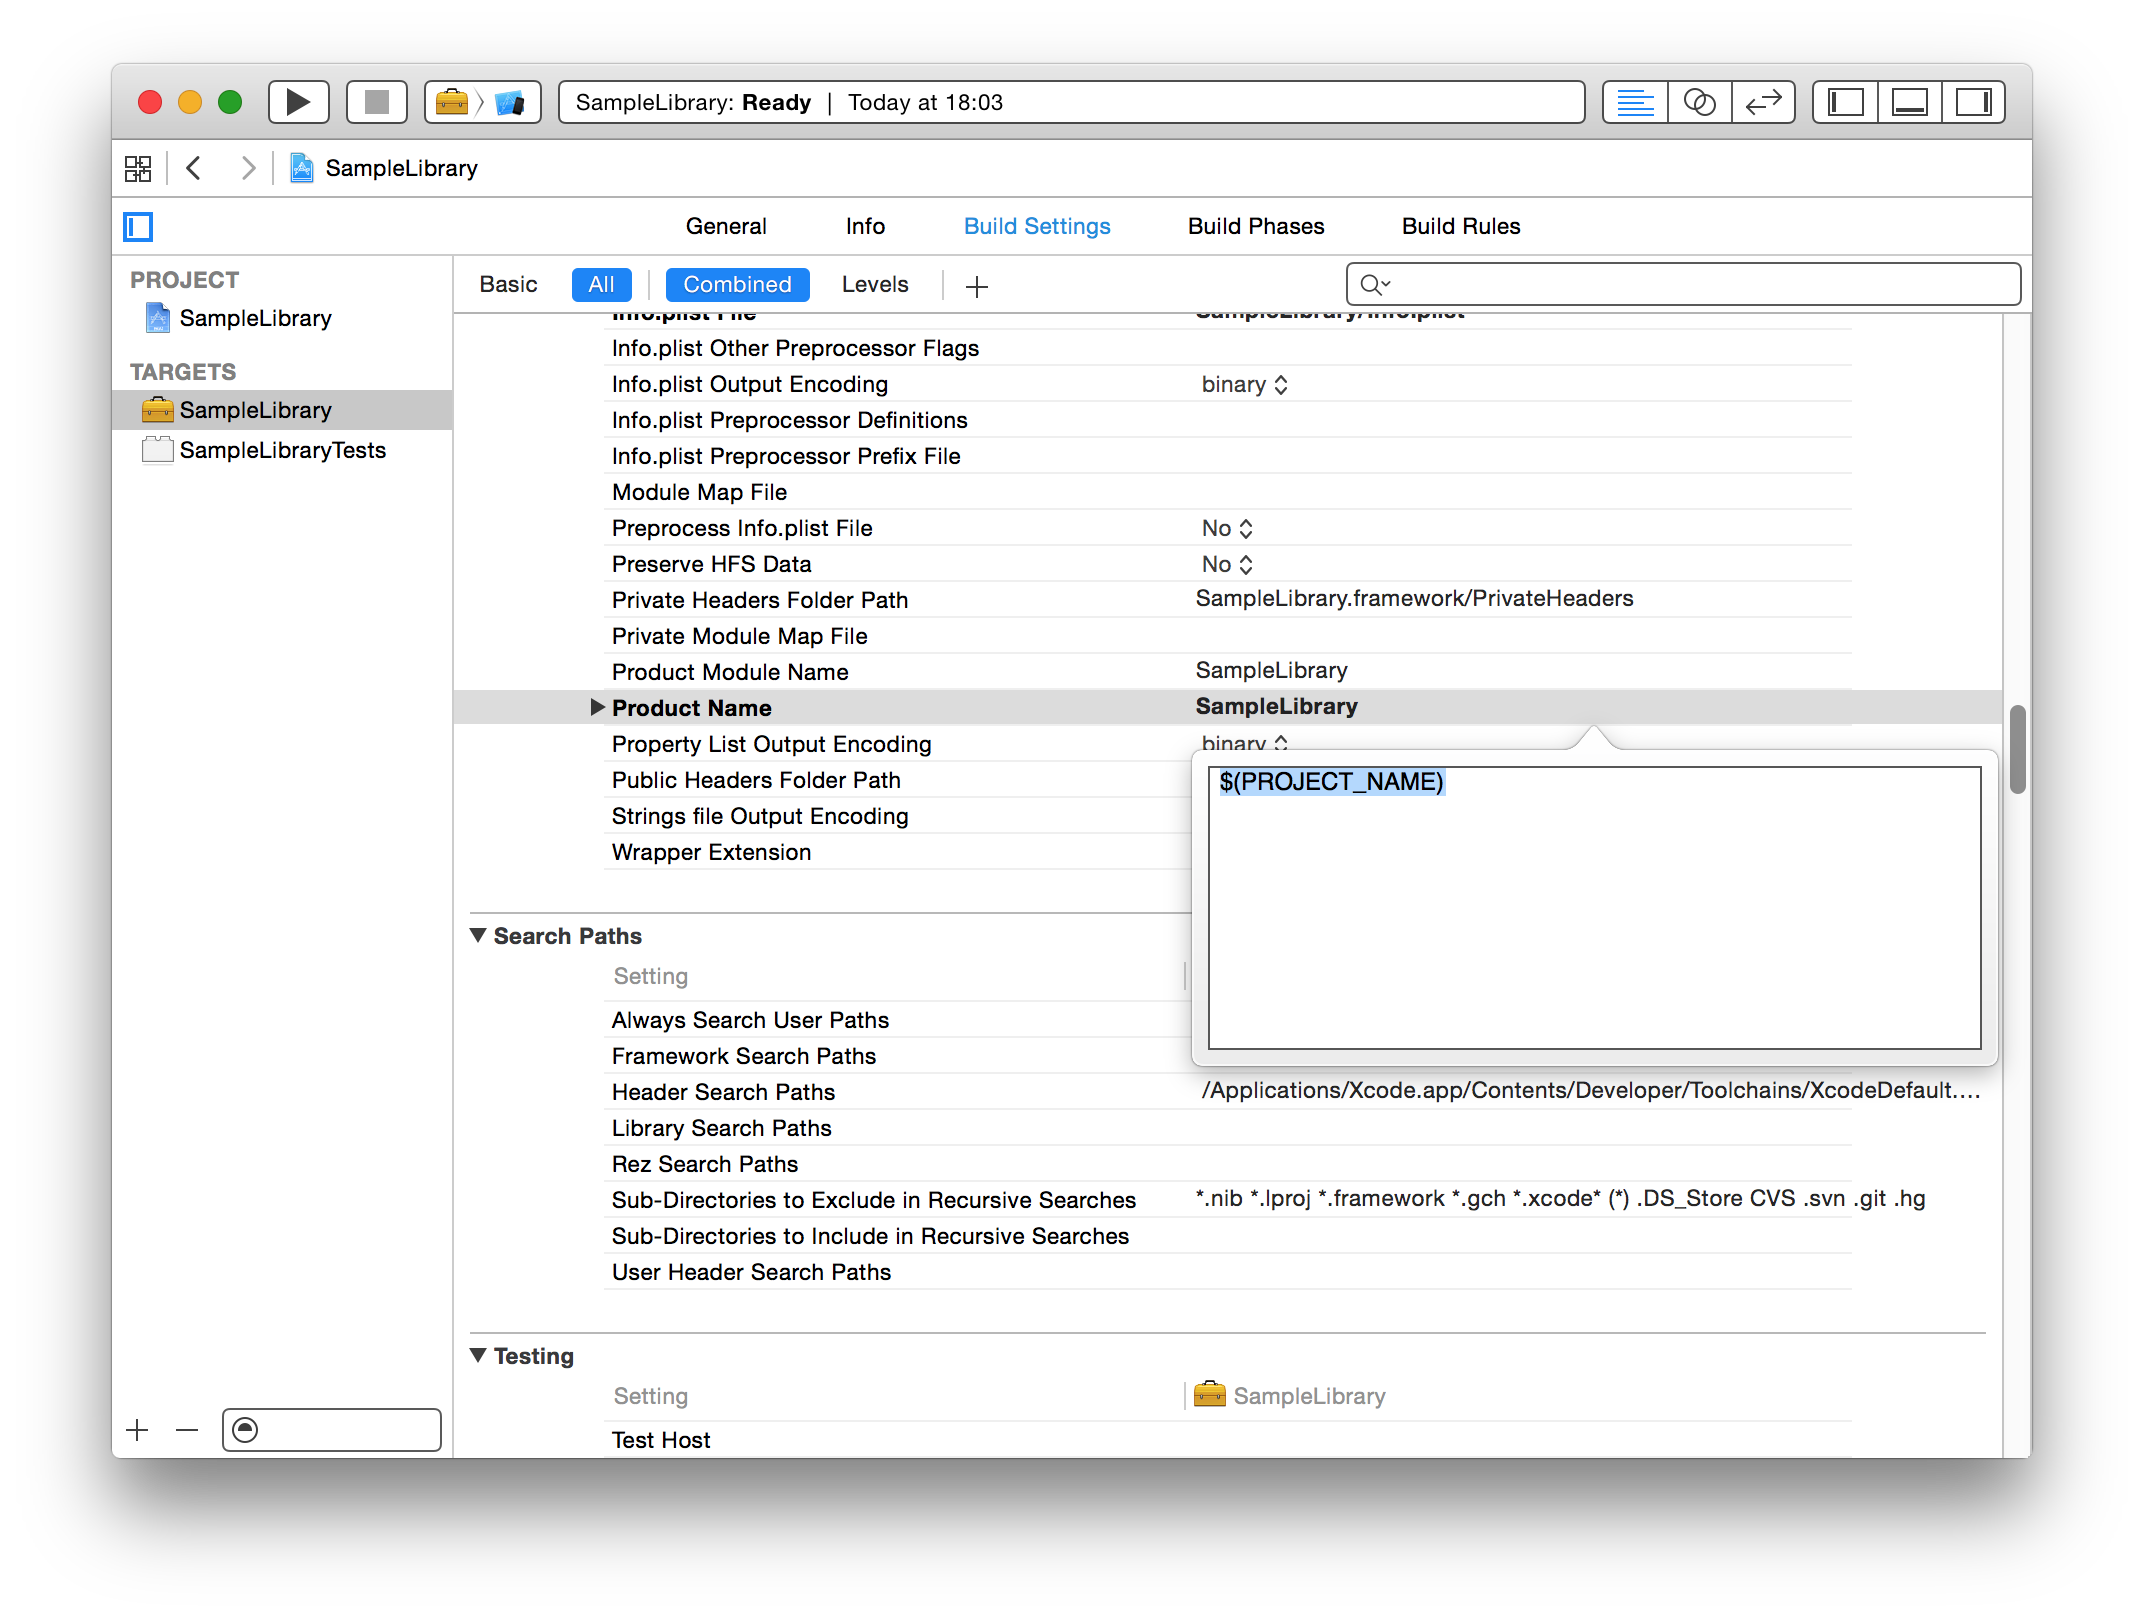 SampleLibrary: Ready | Today at 18:03
SampleLibrary
General Info Build Settings Build Phases Build Rules
PROJECT
SampleLibrary
TARGETS
SampleLibrary
SampleLibraryTests
Basic All Combined Levels
Info.plist File SampleLibrary/Info.plist
Info.plist Other Preprocessor Flags
Info.plist Output Encoding binary
Info.plist Preprocessor Definitions
Info.plist Preprocessor Prefix File
Module Map File
Preprocess Info.plist File No
Preserve HFS Data No
Private Headers Folder Path SampleLibrary.framework/PrivateHeaders
Private Module Map File
Product Module Name SampleLibrary
Product Name SampleLibrary
Property List Output Encoding binary
$(PROJECT_NAME)
Public Headers Folder Path
Strings file Output Encoding
Wrapper Extension
Search Paths
Setting
Always Search User Paths
Framework Search Paths
Header Search Paths /Applications/Xcode.app/Contents/Developer/Toolchains/XcodeDefault....
Library Search Paths
Rez Search Paths
Sub-Directories to Exclude in Recursive Searches *.nib *.lproj *.framework *.gch *.xcode* (*) .DS_Store CVS .svn .git .hg
Sub-Directories to Include in Recursive Searches
User Header Search Paths
Testing
Setting SampleLibrary
Test Host